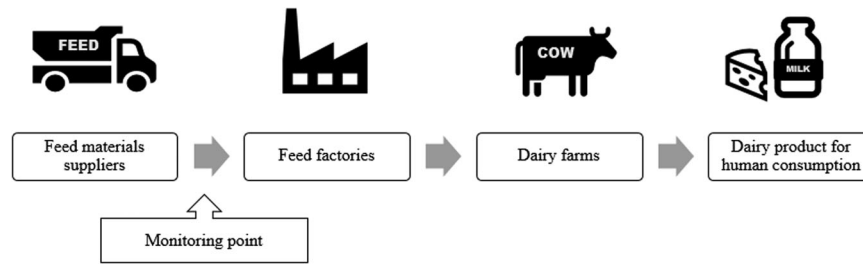 FEED
COW
MILK
Feed materials
suppliers
Feed factories
Dairy farms
Dairy product for
human consumption
Monitoring point